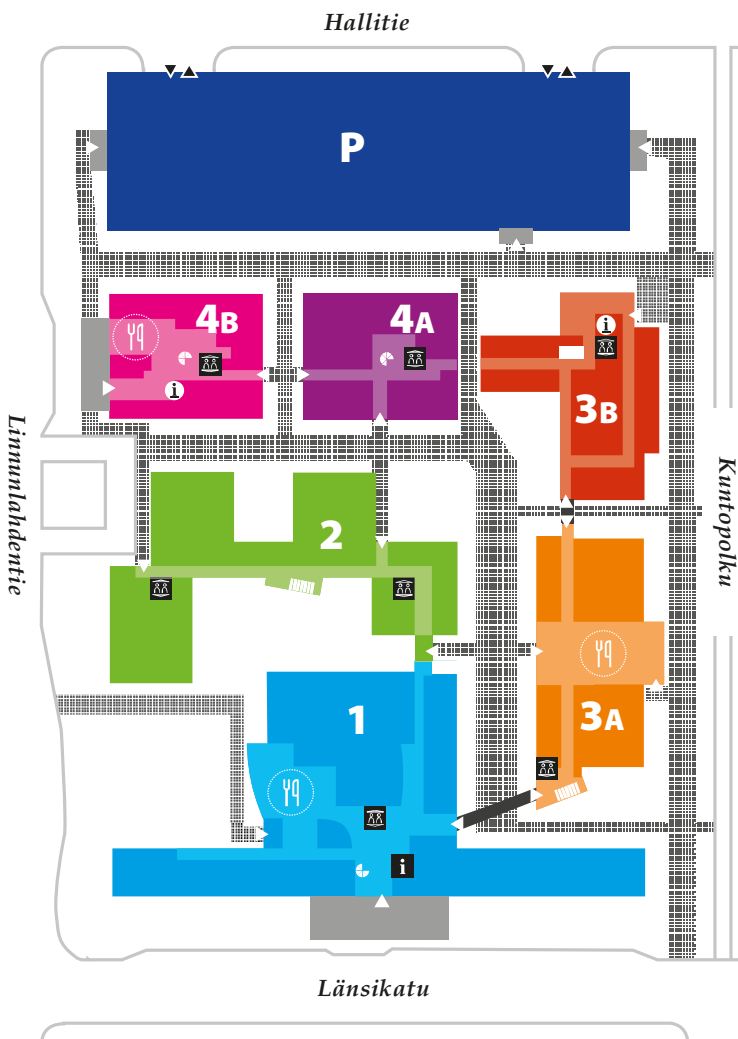 Hallitie
P
4B
4A
i
i
3B
Linnunlahdentie
Kuntopolku
2
1
3A
i
Länsikatu